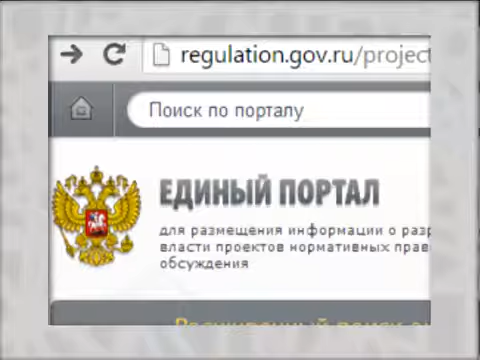 regulation.gov.ru/project
Поиск по порталу
ЕДИНЫЙ ПОРТАЛ
для размещения информации о раз
власти проектов нормативных прав
обсуждения